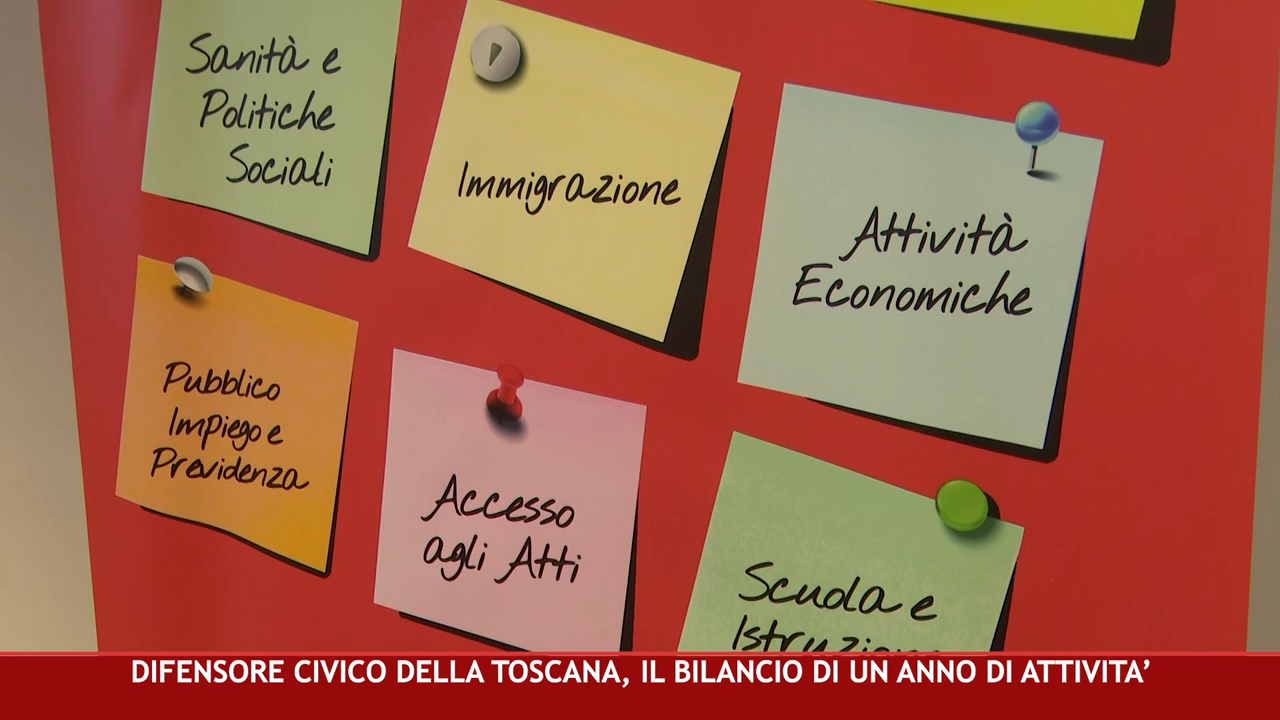 Sanità e
Politiche
Sociali
Immigrazione
Attività
Economiche
Pubblico
Impiego e
Previdenza
Accesso
agli Atti
Scuola e
Istruzione
DIFENSORE CIVICO DELLA TOSCANA, IL BILANCIO DI UN ANNO DI ATTIVITA’